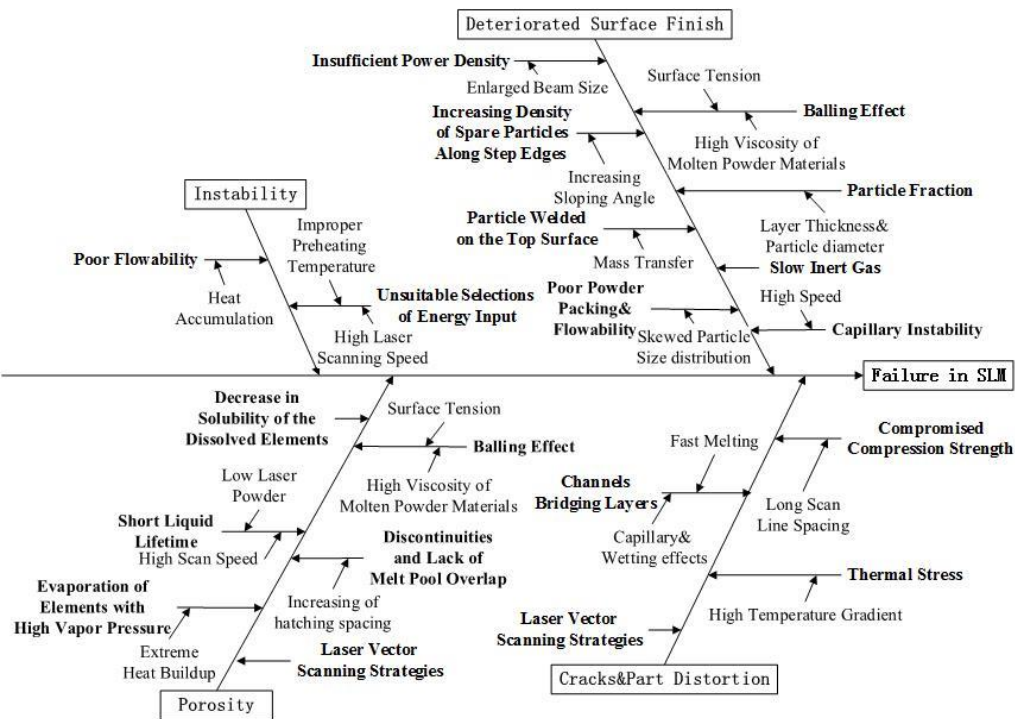 Deteriorated Surface Finish
Insufficient Power Density
Enlarged Beam Size
Surface Tension
Balling Effect
High Viscosity of
Molten Powder Materials
Increasing Density
of Spare Particles
Along Step Edges
Increasing
Sloping Angle
Particle Fraction
Layer Thickness&
Particle diameter
Particle Welded
on the Top Surface
Mass Transfer
Slow Inert Gas
Poor Powder
Packing&
Flowability
Skewed Particle
Size distribution
High Speed
Capillary Instability
Instability
Poor Flowability
Heat
Accumulation
Improper
Preheating
Temperature
Unsuitable Selections
of Energy Input
High Laser
Scanning Speed
Failure in SLM
Decrease in
Solubility of the
Dissolved Elements
Surface Tension
Balling Effect
High Viscosity of
Molten Powder Materials
Low Laser
Powder
Short Liquid
Lifetime
High Scan Speed
Discontinuities
and Lack of
Melt Pool Overlap
Increasing of
hatching spacing
Evaporation of
Elements with
High Vapor Pressure
Extreme
Heat Buildup
Laser Vector
Scanning Strategies
Porosity
Compromised
Compression Strength
Long Scan
Line Spacing
Fast Melting
Channels
Bridging Layers
Capillary&
Wetting effects
Thermal Stress
High Temperature Gradient
Laser Vector
Scanning Strategies
Cracks&Part Distortion